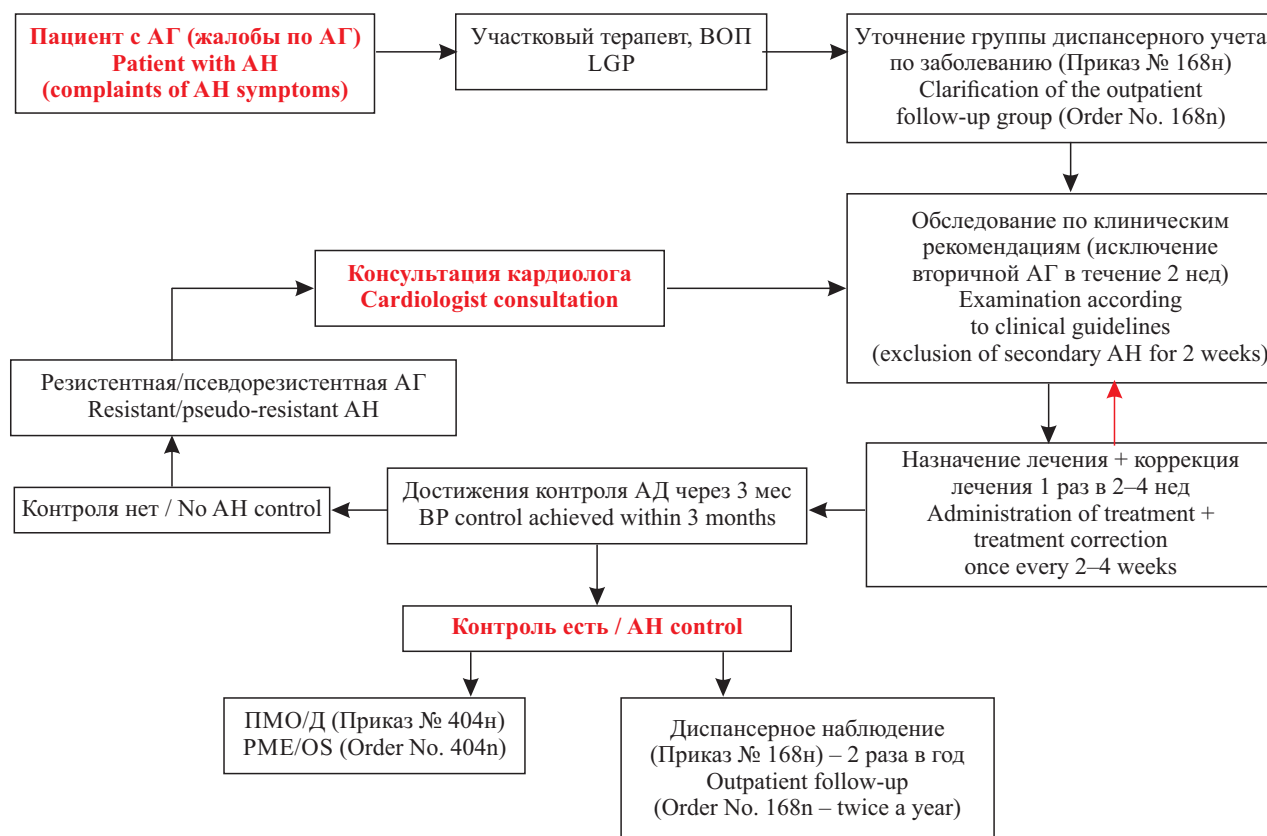 Пациент с АГ (жалобы по АГ)
Patient with AH
(complaints of AH symptoms)
Участковый терапевт, ВОП
LGP
Уточнение группы диспансерного учета
по заболеванию (Приказ № 168н)
Clarification of the outpatient
follow-up group (Order No. 168n)
Обследование по клиническим
рекомендациям (исключение
вторичной АГ в течение 2 нед)
Examination according
to clinical guidelines
(exclusion of secondary AH for 2 weeks)
Консультация кардиолога
Cardiologist consultation
Резистентная/псевдорезистентная АГ
Resistant/pseudo-resistant AH
Контроля нет / No AH control
Достижения контроля АД через 3 мес
BP control achieved within 3 months
Назначение лечения + коррекция
лечения 1 раз в 2–4 нед
Administration of treatment +
treatment correction
once every 2–4 weeks
Контроль есть / AH control
ПМО/Д (Приказ № 404н)
PME/OS (Order No. 404n)
Диспансерное наблюдение
(Приказ № 168н) – 2 раза в год
Outpatient follow-up
(Order No. 168n – twice a year)